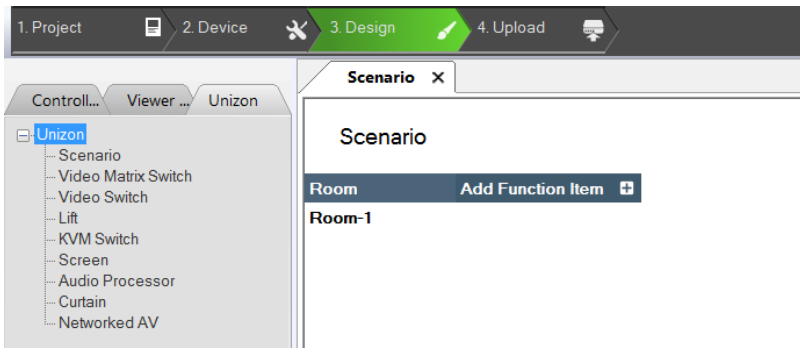 1. Project 2. Device 3. Design 4. Upload
Controll... Viewer ... Unizon
Unizon
Scenario
Video Matrix Switch
Video Switch
Lift
KVM Switch
Screen
Audio Processor
Curtain
Networked AV
Scenario X
Scenario
Room Add Function Item
Room-1